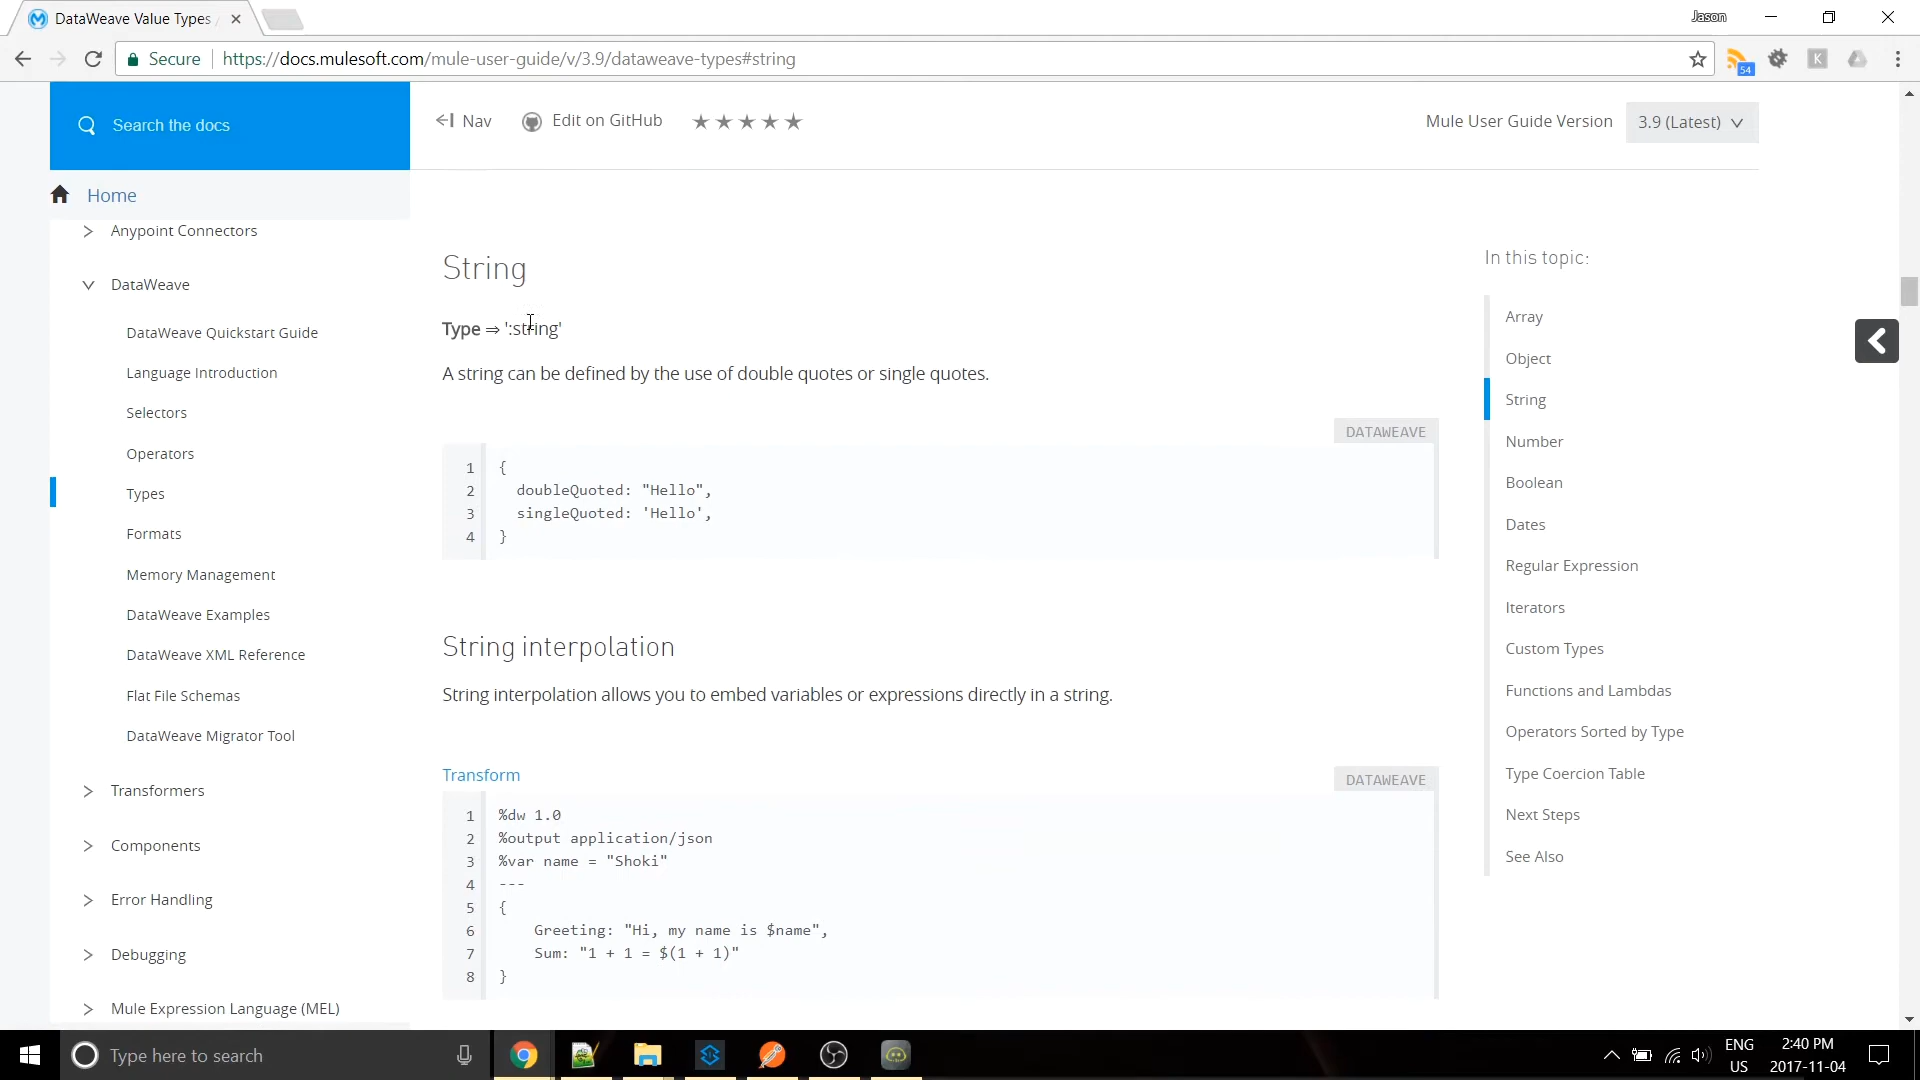 DataWeave Value Types
Jason
Secure
https://docs.mulesoft.com/mule-user-guide/v/3.9/dataweave-types#string
54
K
Search the docs
Nav
Edit on GitHub
Mule User Guide Version
3.9 (Latest)
Home
Anypoint Connectors
DataWeave
DataWeave Quickstart Guide
Language Introduction
Selectors
Operators
Types
Formats
Memory Management
DataWeave Examples
DataWeave XML Reference
Flat File Schemas
DataWeave Migrator Tool
Transformers
Components
Error Handling
Debugging
Mule Expression Language (MEL)
String
Type ⇒ ':string'
A string can be defined by the use of double quotes or single quotes.
DATAWEAVE
1 {
2 doubleQuoted: "Hello",
3 singleQuoted: 'Hello',
4 }
String interpolation
String interpolation allows you to embed variables or expressions directly in a string.
Transform
DATAWEAVE
1 %dw 1.0
2 %output application/json
3 %var name = "Shoki"
4 ---
5 {
6 Greeting: "Hi, my name is $name",
7 Sum: "1 + 1 = $(1 + 1)"
8 }
In this topic:
Array
Object
String
Number
Boolean
Dates
Regular Expression
Iterators
Custom Types
Functions and Lambdas
Operators Sorted by Type
Type Coercion Table
Next Steps
See Also
Type here to search
ENG
US
2:40 PM
2017-11-04